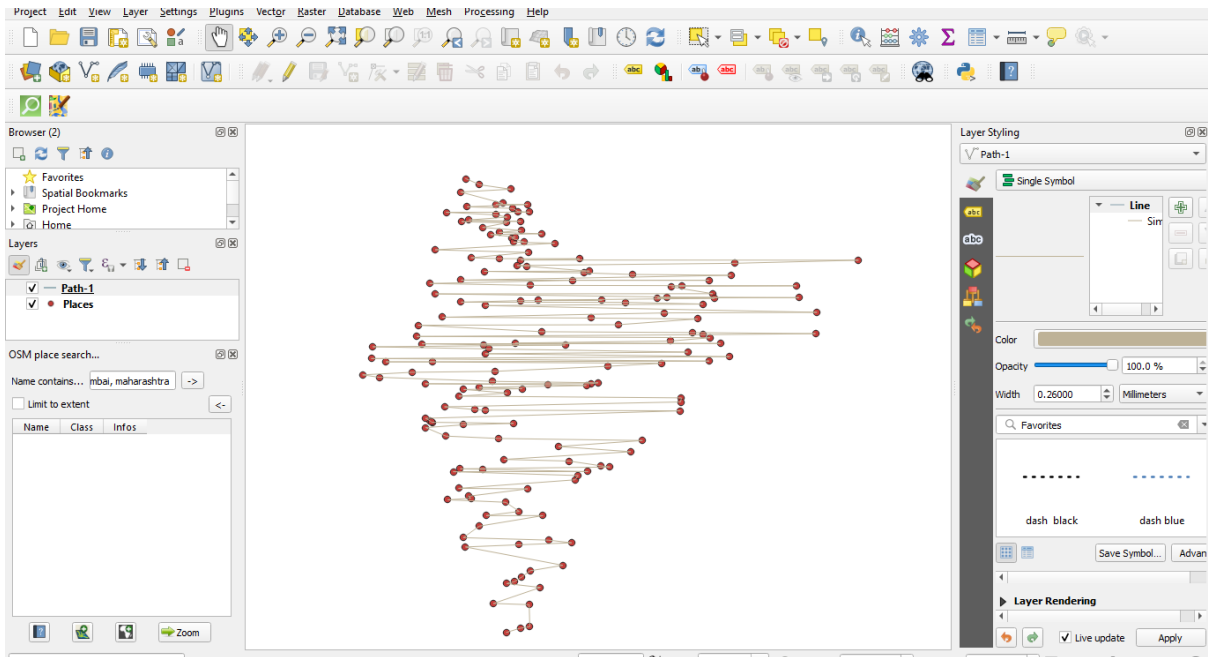 Project Edit View Layer Settings Plugins Vector Raster Database Web Mesh Processing Help
Browser (2)
Favorites
Spatial Bookmarks
Project Home
Home
Layers
Path-1
Places
OSM place search...
Name contains... mbai, maharashtra ->
Limit to extent <-
Name Class Infos
Zoom
Layer Styling
Path-1
Single Symbol
Line
Sim
Color
Opacity 100.0 %
Width 0.26000 Millimeters
Favorites
dash black dash blue
Save Symbol... Advan
Layer Rendering
Live update Apply